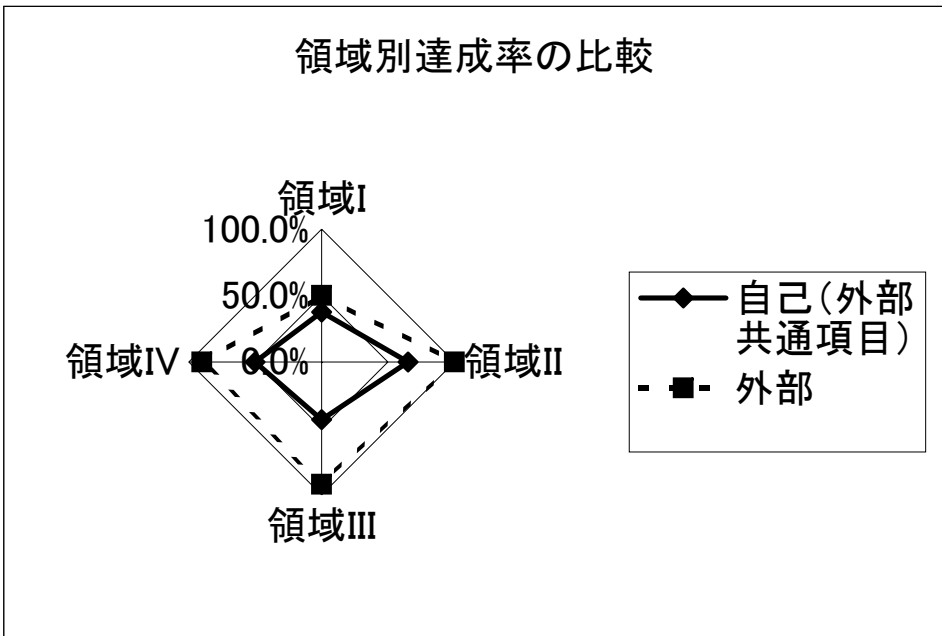 領域別達成率の比較
領域I
100.0%
50.0%
0.0%
領域IV
領域II
領域III
自己(外部
共通項目)
外部